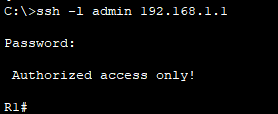 C:\>ssh -l admin 192.168.1.1
Password:
Authorized access only!
R1#